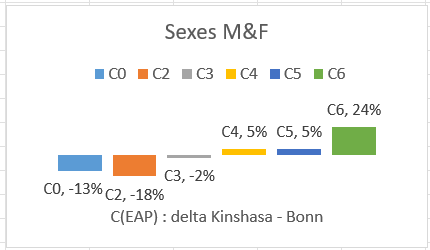 Sexes M&F
C0 C2 C3 C4 C5 C6
C6, 24%
C4, 5% C5, 5%
C3, -2%
C0, -13% C2, -18%
C(EAP) : delta Kinshasa - Bonn